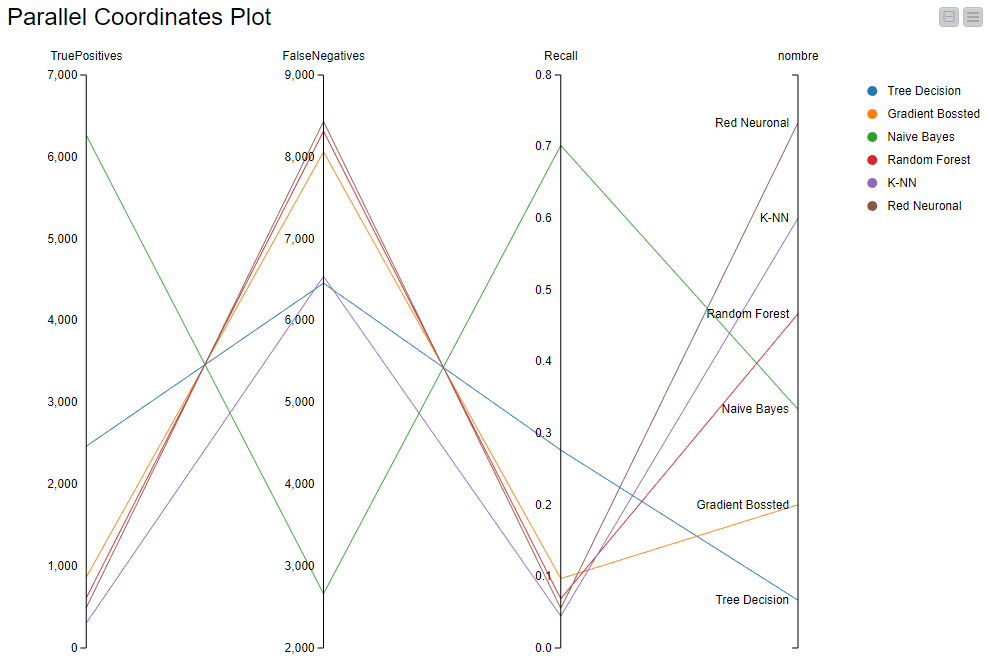 Parallel Coordinates Plot
TruePositives
FalseNegatives
Recall
nombre
7,000
6,000
5,000
4,000
3,000
2,000
1,000
0
9,000
8,000
7,000
6,000
5,000
4,000
3,000
2,000
0.8
0.7
0.6
0.5
0.4
0.3
0.2
0.1
0.0
Red Neuronal
K-NN
Random Forest
Naive Bayes
Gradient Bossted
Tree Decision
Tree Decision
Gradient Bossted
Naive Bayes
Random Forest
K-NN
Red Neuronal